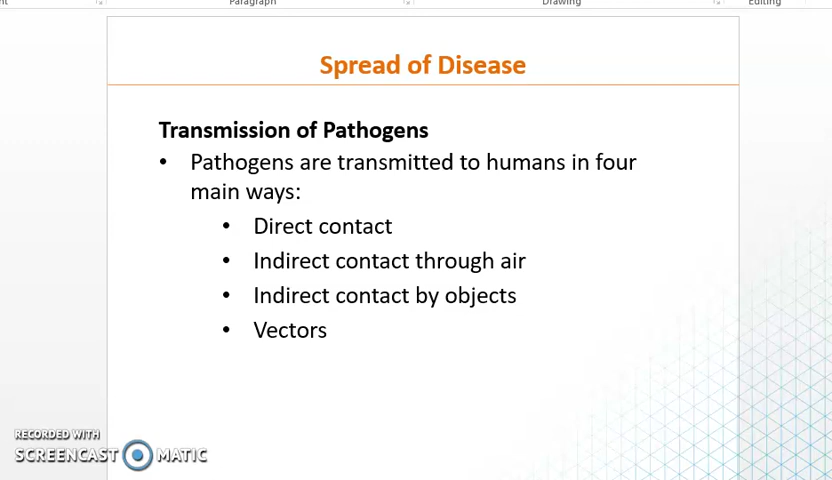 Paragraph
Drawing
Editing
Spread of Disease
Transmission of Pathogens
• Pathogens are transmitted to humans in four
main ways:
• Direct contact
• Indirect contact through air
• Indirect contact by objects
• Vectors
RECORDED WITH
SCREENCAST MATIC